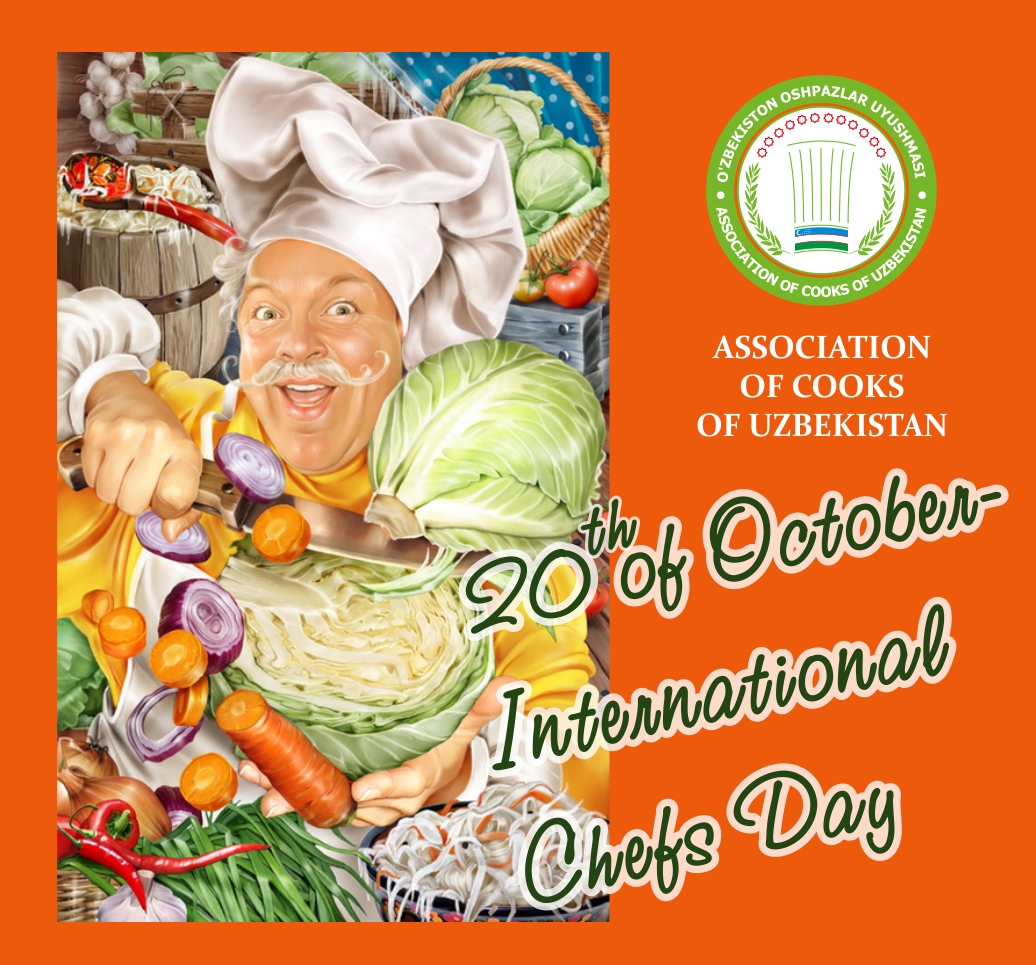 O'ZBEKISTON OSHPAZLAR UYUSHMASI
ASSOCIATION OF COOKS OF UZBEKISTAN
ASSOCIATION
OF COOKS
OF UZBEKISTAN
20th of October-
International
Chefs Day